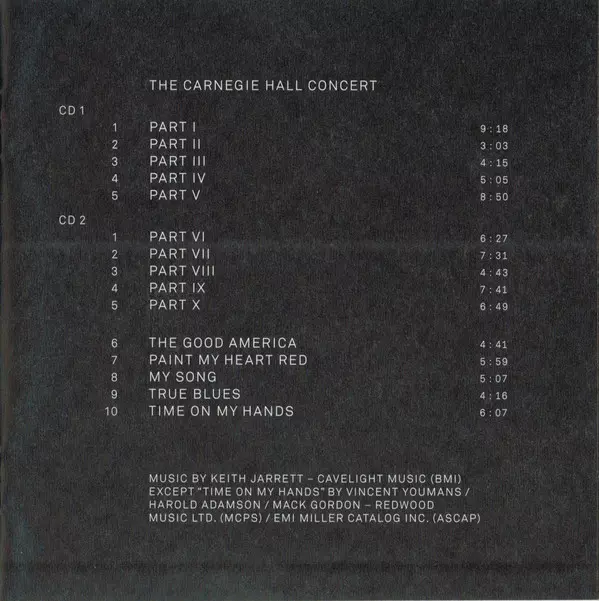 THE CARNEGIE HALL CONCERT
CD 1
1 PART I 9:18
2 PART II 3:03
3 PART III 4:15
4 PART IV 5:05
5 PART V 8:50
CD 2
1 PART VI 6:27
2 PART VII 7:31
3 PART VIII 4:43
4 PART IX 7:41
5 PART X 6:49
6 THE GOOD AMERICA 4:41
7 PAINT MY HEART RED 5:59
8 MY SONG 5:07
9 TRUE BLUES 4:16
10 TIME ON MY HANDS 6:07
MUSIC BY KEITH JARRETT – CAVELIGHT MUSIC (BMI)
EXCEPT "TIME ON MY HANDS" BY VINCENT YOUMANS /
HAROLD ADAMSON / MACK GORDON – REDWOOD
MUSIC LTD. (MCPS) / EMI MILLER CATALOG INC. (ASCAP)